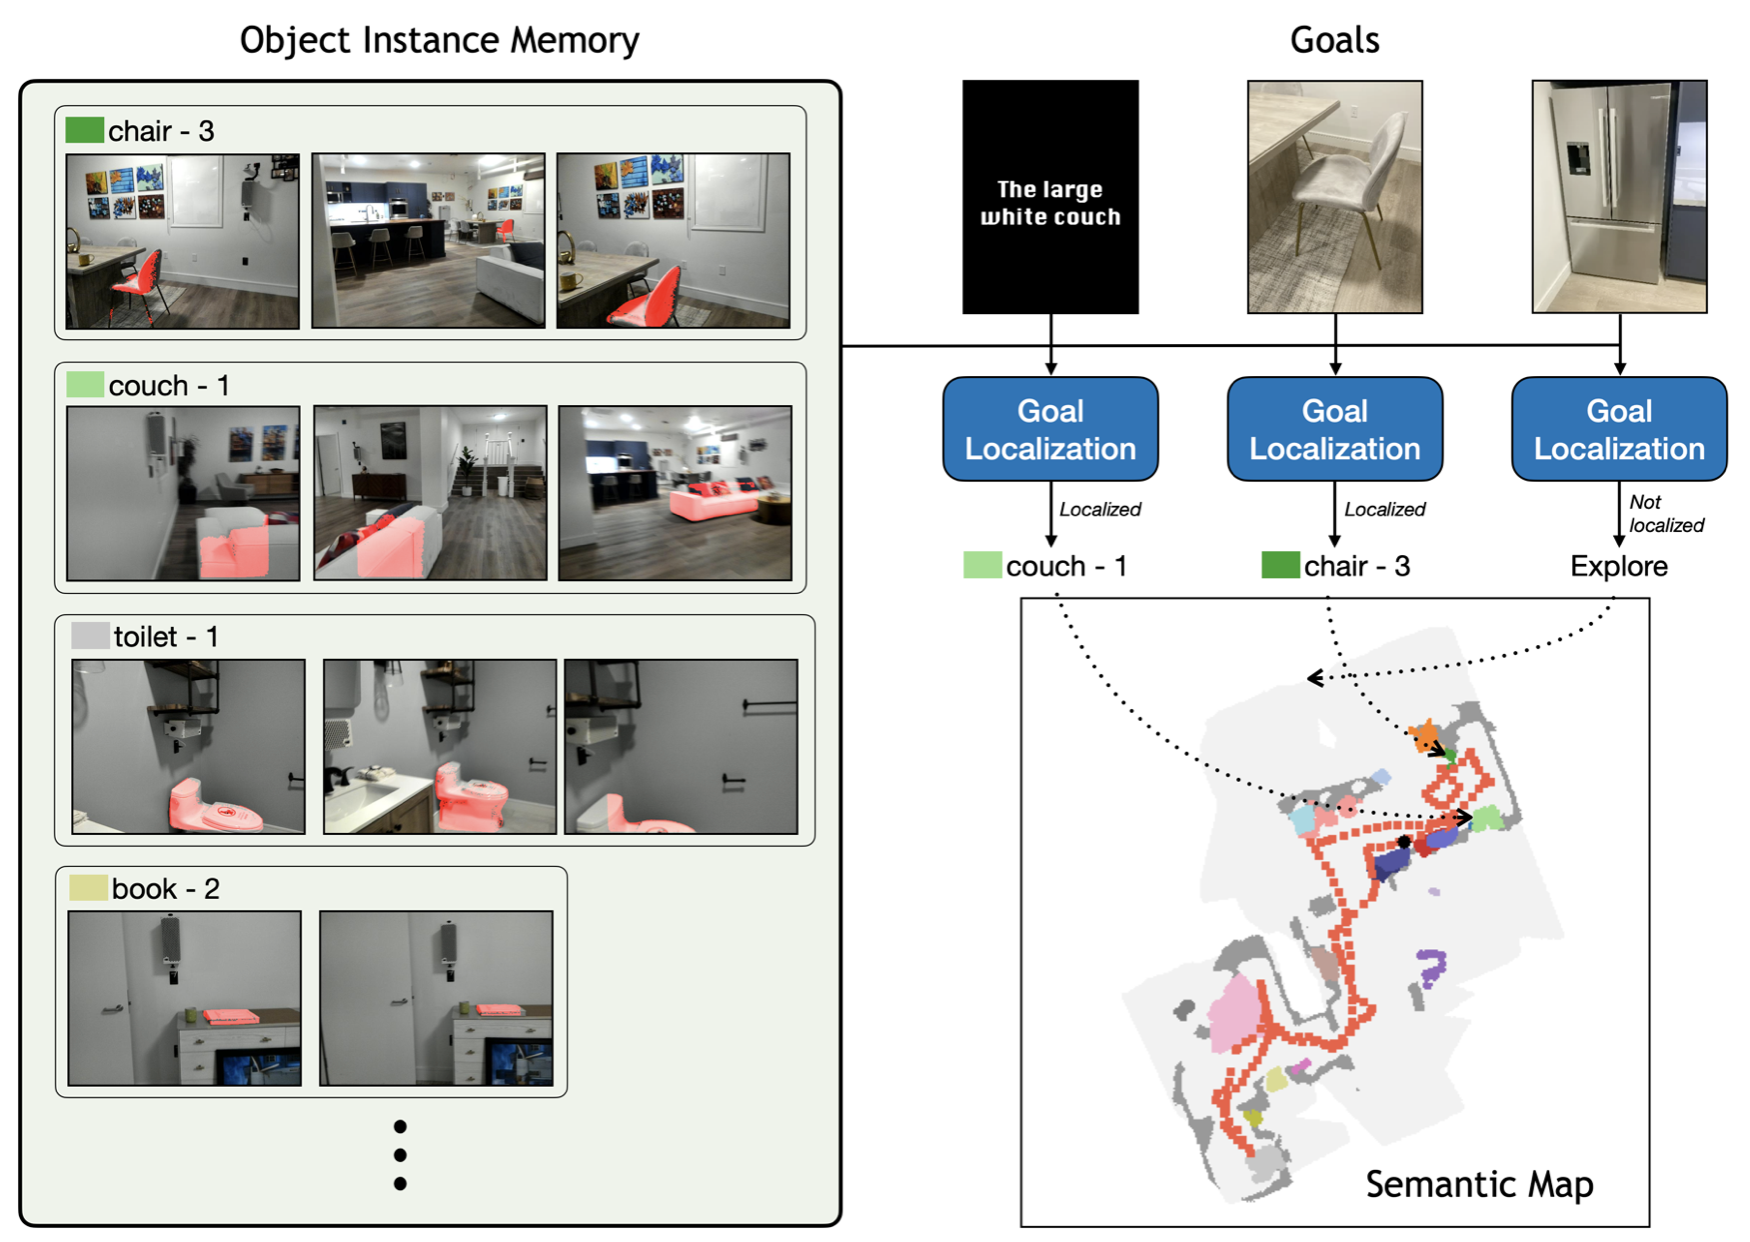 Object Instance Memory
chair - 3
couch - 1
toilet - 1
book - 2
Goals
The large
white couch
Goal
Localization
Goal
Localization
Goal
Localization
Localized
Localized
Not
localized
couch - 1
chair - 3
Explore
Semantic Map